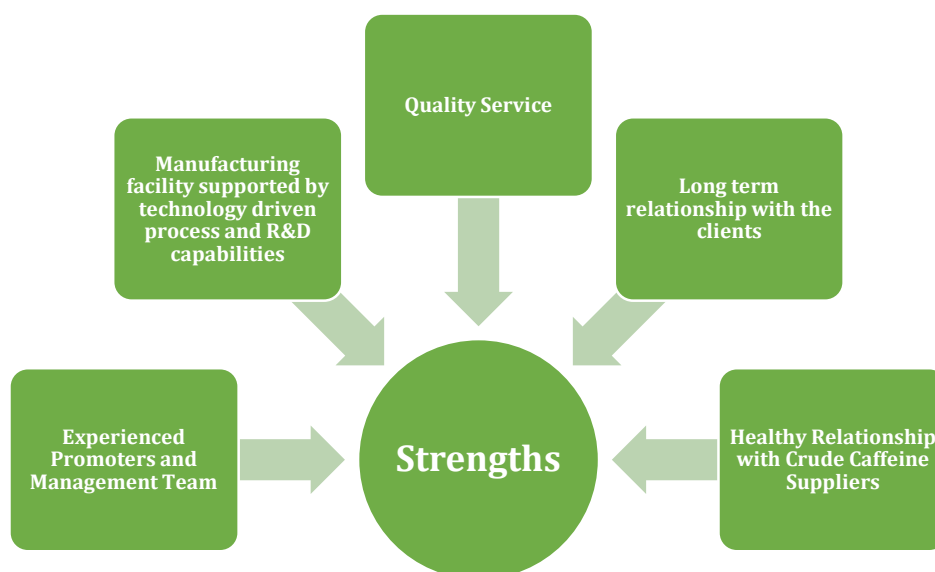 Quality Service
Manufacturing
facility supported by
technology driven
process and R&D
capabilities
Long term
relationship with the
clients
Experienced
Promoters and
Management Team
Strengths
Healthy Relationship
with Crude Caffeine
Suppliers